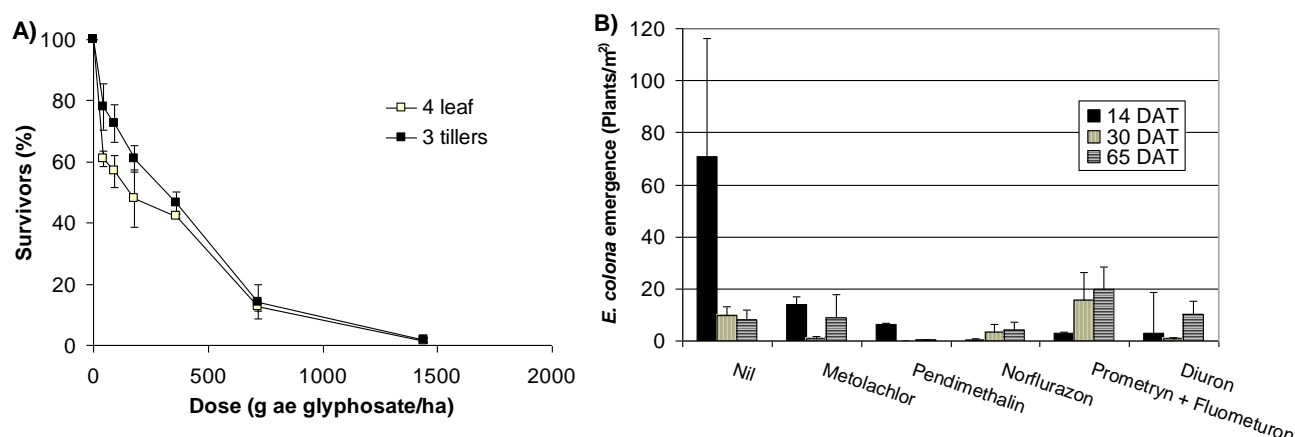 A)
100
80
60
40
20
0
Survivors (%)
4 leaf
3 tillers
0
500
1000
1500
2000
Dose (g ae glyphosate/ha)
B)
120
100
80
60
40
20
0
E. colona emergence (Plants/m²)
14 DAT
30 DAT
65 DAT
Nil
Metolachlor
Pendimethalin
Norflurazon
Prometryn + Fluometuron
Diuron